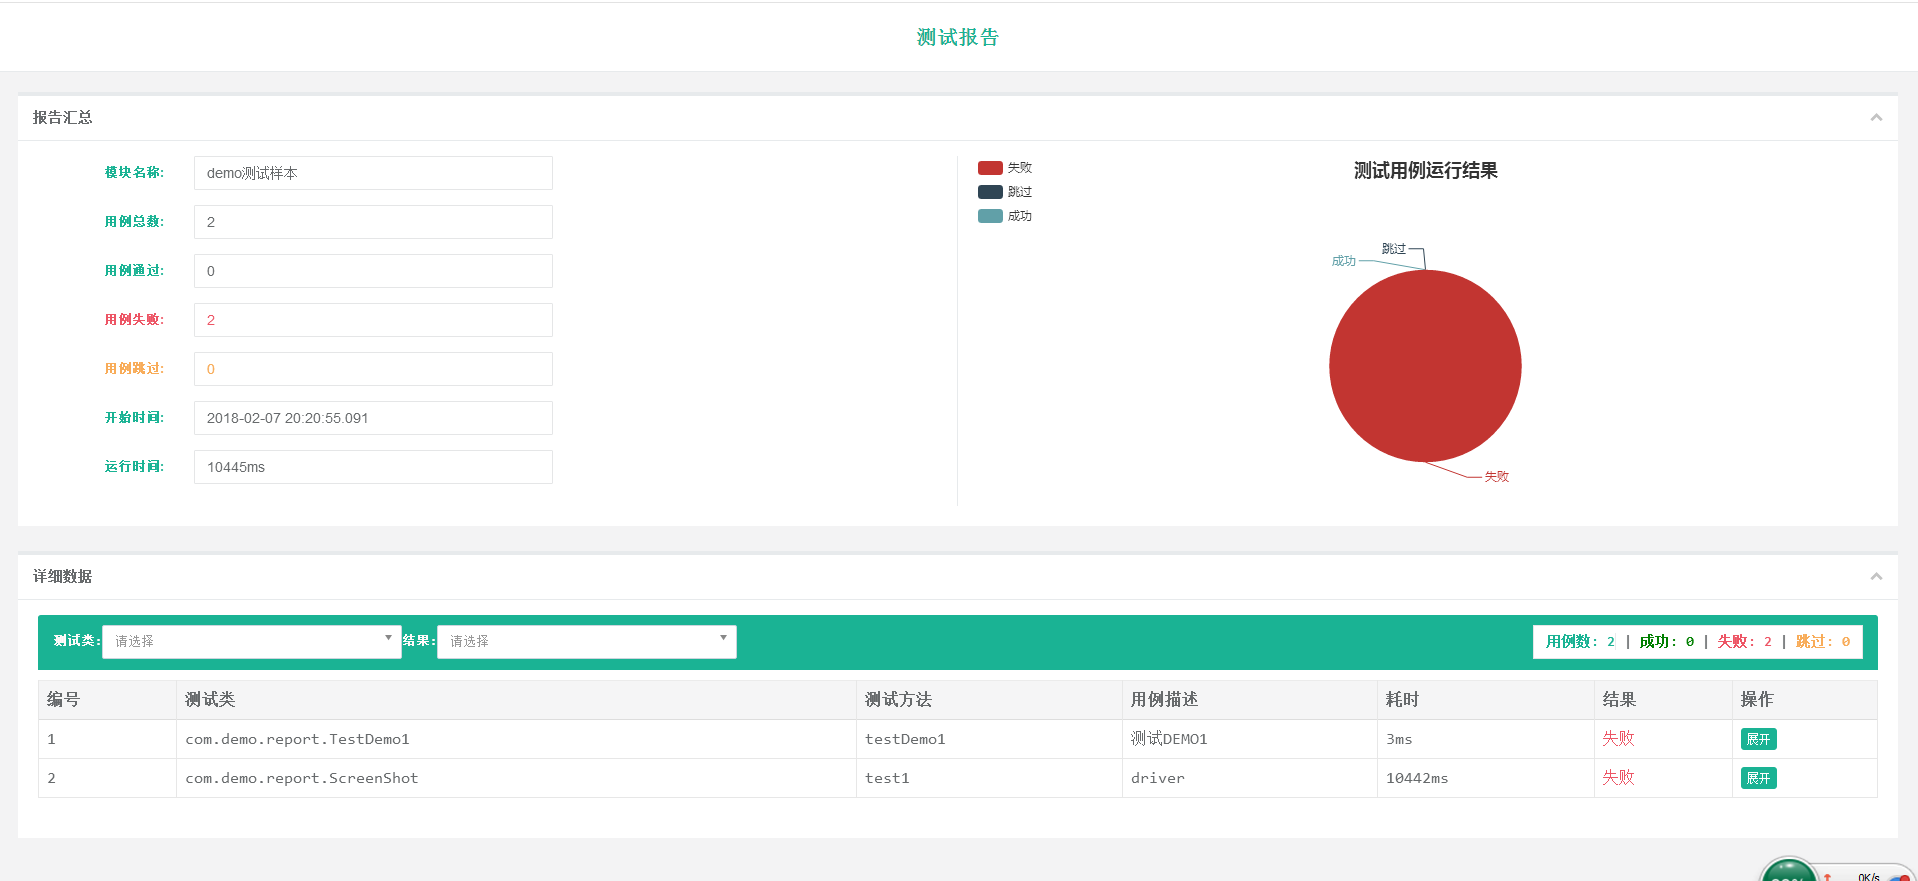 测试报告
报告汇总
模块名称: demo测试样本
用例总数: 2
用例通过: 0
用例失败: 2
用例跳过: 0
开始时间: 2018-02-07 20:20:55.091
运行时间: 10445ms
失败
跳过
成功
测试用例运行结果
跳过
成功
失败
详细数据
测试类: 请选择 结果: 请选择 用例数: 2 | 成功: 0 | 失败: 2 | 跳过: 0
编号 测试类 测试方法 用例描述 耗时 结果 操作
1 com.demo.report.TestDemo1 testDemo1 测试DEMO1 3ms 失败 展开
2 com.demo.report.ScreenShot test1 driver 10442ms 失败 展开
0K/s